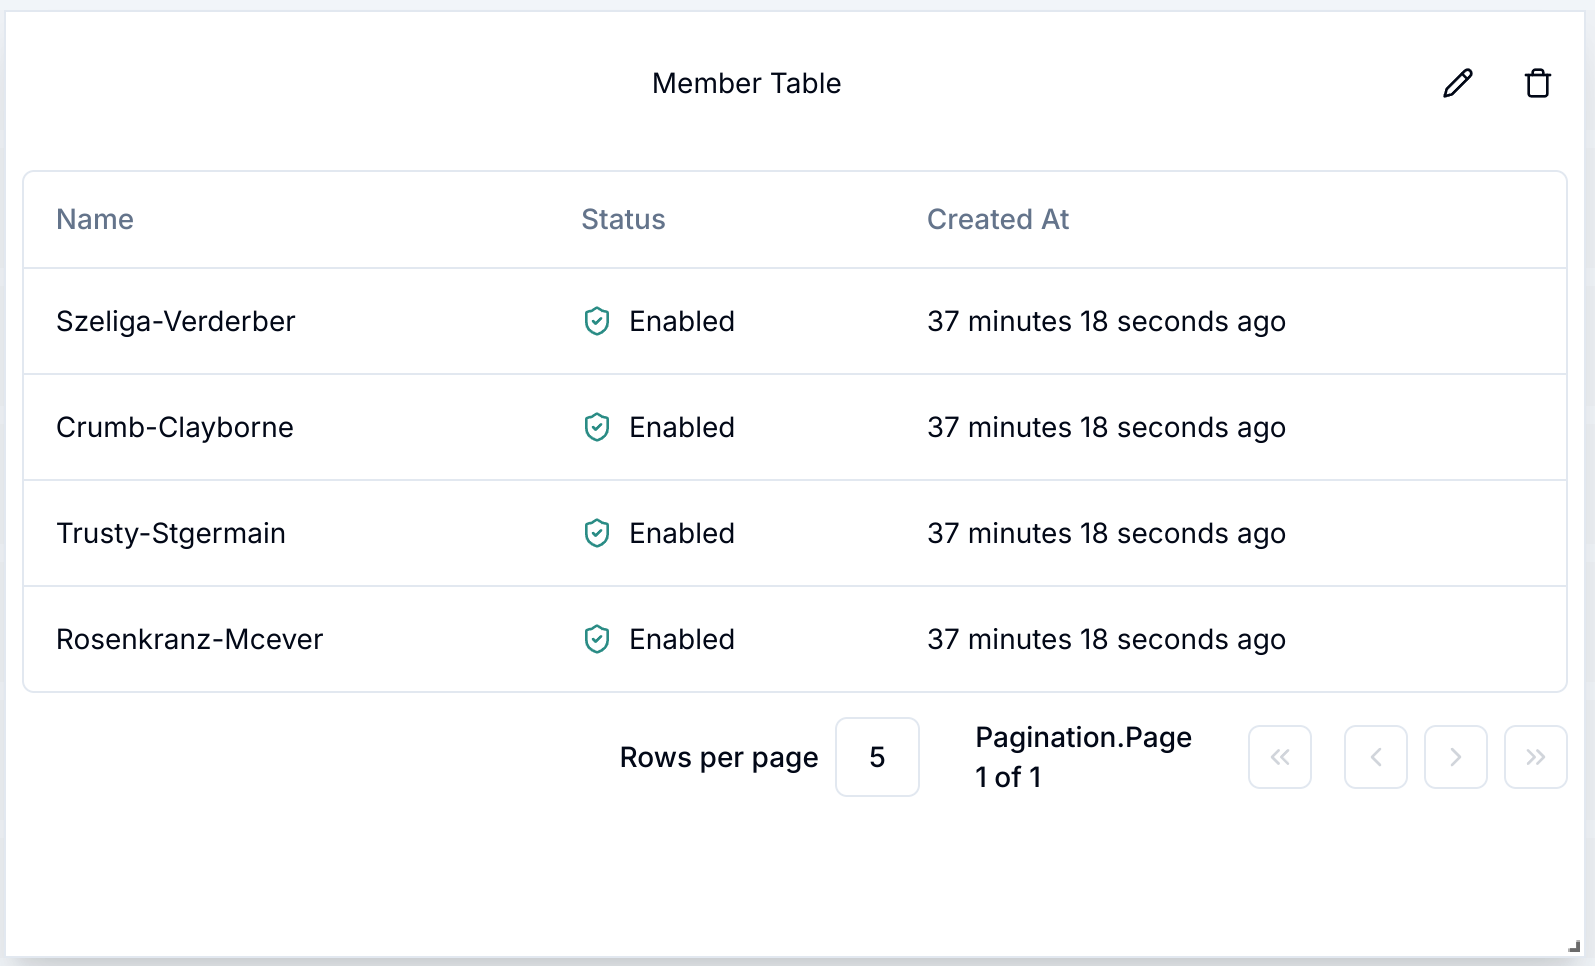 Member Table
Name Status Created At
Szeliga-Verderber Enabled 37 minutes 18 seconds ago
Crumb-Clayborne Enabled 37 minutes 18 seconds ago
Trusty-Stgermain Enabled 37 minutes 18 seconds ago
Rosenkranz-Mcever Enabled 37 minutes 18 seconds ago
Rows per page 5 Pagination.Page
1 of 1